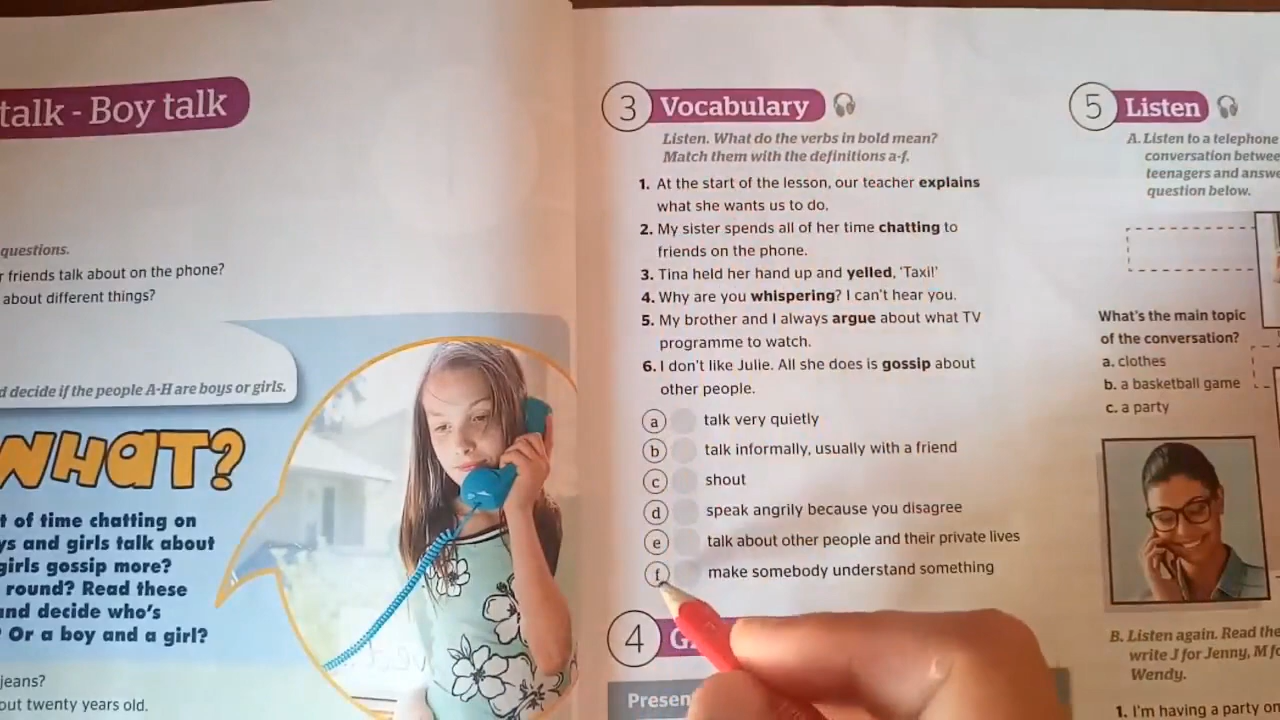 talk - Boy talk
questions.
friends talk about on the phone?
about different things?
decide if the people A-H are boys or girls.
WHaT?
of time chatting on
and girls talk about
girls gossip more?
round? Read these
and decide who's
Or a boy and a girl?
jeans?
twenty years old.
3 Vocabulary
Listen. What do the verbs in bold mean?
Match them with the definitions a-f.
1. At the start of the lesson, our teacher explains
what she wants us to do.
2. My sister spends all of her time chatting to
friends on the phone.
3. Tina held her hand up and yelled, 'Taxi!'
4. Why are you whispering? I can't hear you.
5. My brother and I always argue about what TV
programme to watch.
6. I don't like Julie. All she does is gossip about
other people.
a talk very quietly
b talk informally, usually with a friend
c shout
d speak angrily because you disagree
e talk about other people and their private lives
f make somebody understand something
4
5 Listen
A. Listen to a telephone
conversation
teenagers and
question below.
What's the main topic
of the conversation?
a. clothes
b. a basketball game
c. a party
B. Listen again. Read the
write J for Jenny, M
Wendy.
1. I'm having a party on